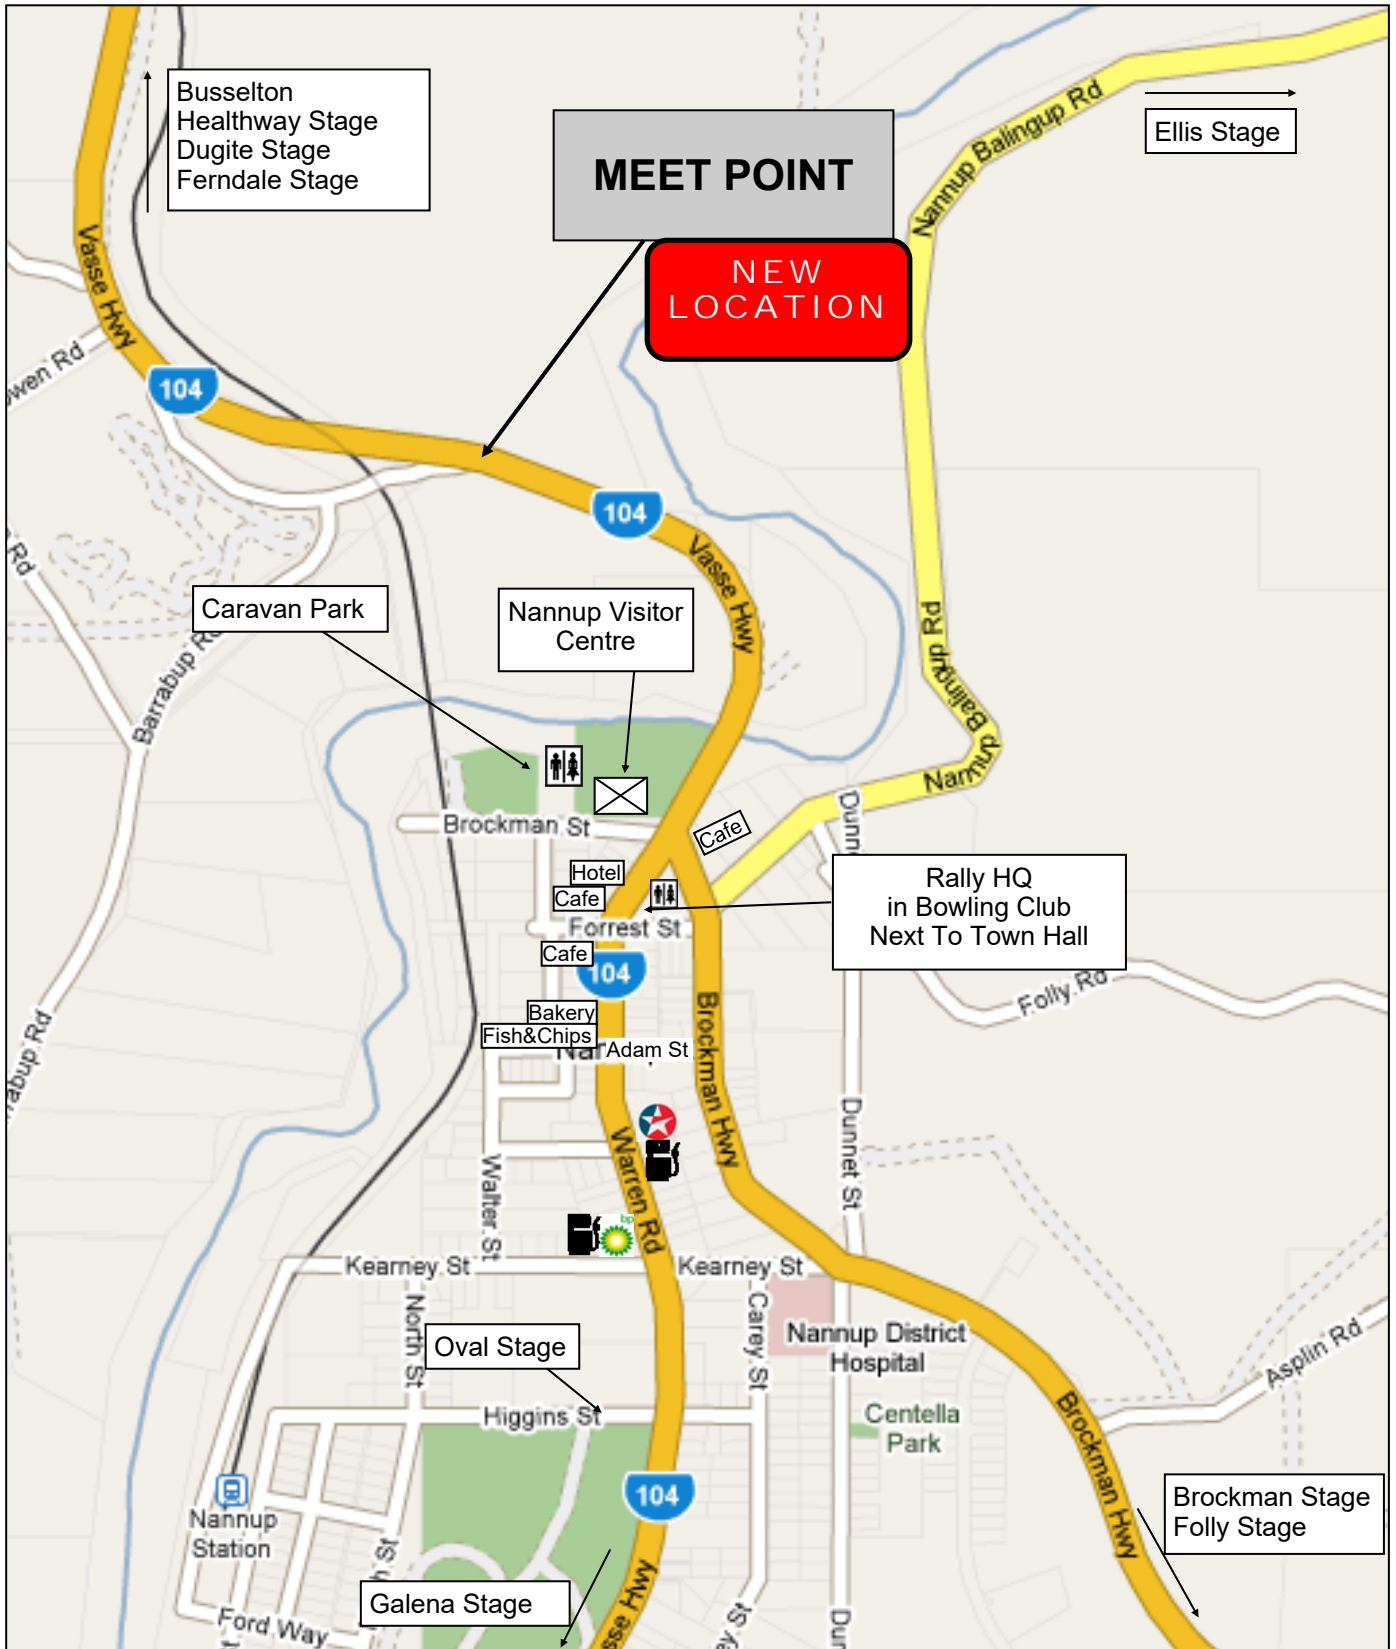 Busselton
Healthway Stage
Dugite Stage
Ferndale Stage
MEET POINT
NEW
LOCATION
Nannup Balingup Rd
Ellis Stage
Vasse Hwy
104
104
Vasse Hwy
Rd
Caravan Park
Nannup Visitor
Centre
Barrabup Rd
Nannup Balingup Rd
Brockman St
Cafe
Hotel
Cafe
Forrest St
Rally HQ
in Bowling Club
Next To Town Hall
Cafe
104
Folly Rd
Bakery
Fish&Chips
Adam St
Brockman Hwy
Dunnet St
Warren Rd
Walter St
bp
Kearney St
Kearney St
North St
Carey St
Nannup District
Hospital
Oval Stage
Asplin Rd
Higgins St
Centella
Park
Brockman Hwy
104
Nannup
Station
Brockman Stage
Folly Stage
Galena Stage
Ford Way